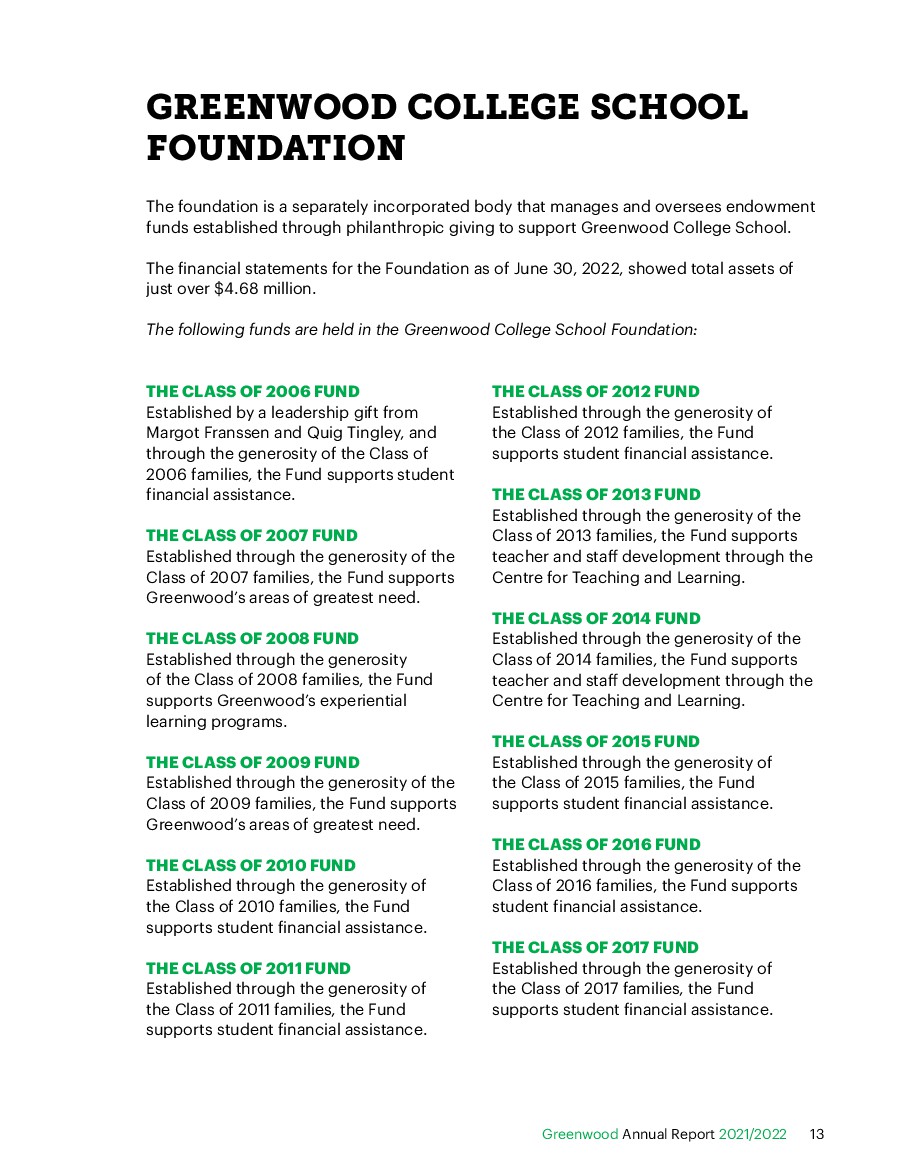 GREENWOOD COLLEGE SCHOOL
FOUNDATION
The foundation is a separately incorporated body that manages and oversees endowment
funds established through philanthropic giving to support Greenwood College School.
The financial statements for the Foundation as of June 30, 2022, showed total assets of
just over $4.68 million.
The following funds are held in the Greenwood College School Foundation:
THE CLASS OF 2006 FUND
Established by a leadership gift from
Margot Franssen and Quig Tingley, and
through the generosity of the Class of
2006 families, the Fund supports student
financial assistance.
THE CLASS OF 2007 FUND
Established through the generosity of the
Class of 2007 families, the Fund supports
Greenwood’s areas of greatest need.
THE CLASS OF 2008 FUND
Established through the generosity
of the Class of 2008 families, the Fund
supports Greenwood’s experiential
learning programs.
THE CLASS OF 2009 FUND
Established through the generosity of the
Class of 2009 families, the Fund supports
Greenwood’s areas of greatest need.
THE CLASS OF 2010 FUND
Established through the generosity of
the Class of 2010 families, the Fund
supports student financial assistance.
THE CLASS OF 2011 FUND
Established through the generosity of
the Class of 2011 families, the Fund
supports student financial assistance.
THE CLASS OF 2012 FUND
Established through the generosity of
the Class of 2012 families, the Fund
supports student financial assistance.
THE CLASS OF 2013 FUND
Established through the generosity of the
Class of 2013 families, the Fund supports
teacher and staff development through the
Centre for Teaching and Learning.
THE CLASS OF 2014 FUND
Established through the generosity of the
Class of 2014 families, the Fund supports
teacher and staff development through the
Centre for Teaching and Learning.
THE CLASS OF 2015 FUND
Established through the generosity of
the Class of 2015 families, the Fund
supports student financial assistance.
THE CLASS OF 2016 FUND
Established through the generosity of the
Class of 2016 families, the Fund supports
student financial assistance.
THE CLASS OF 2017 FUND
Established through the generosity of
the Class of 2017 families, the Fund
supports student financial assistance.
Greenwood Annual Report 2021/2022 13